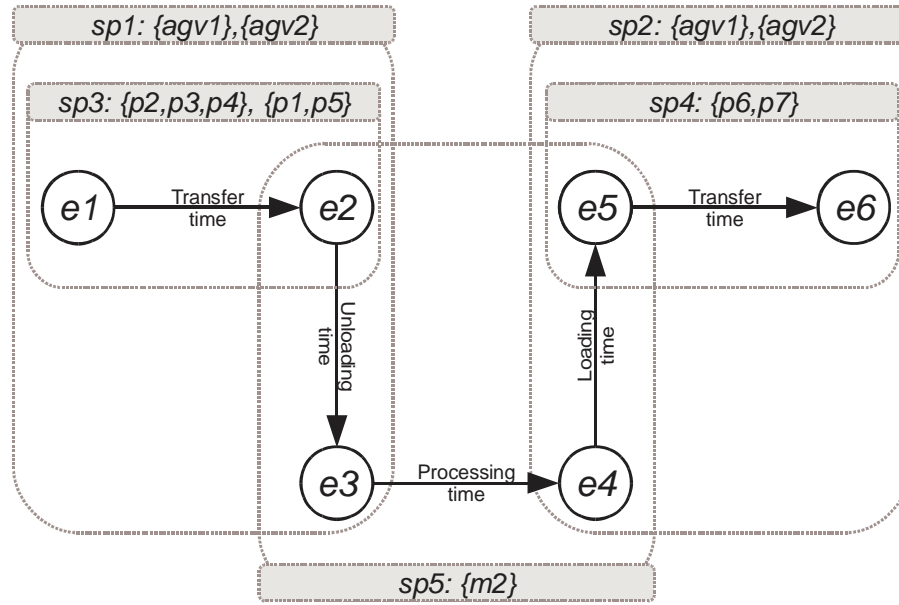 sp1: {agv1},{agv2}
sp2: {agv1},{agv2}
sp3: {p2,p3,p4}, {p1,p5}
sp4: {p6,p7}
e1
Transfer
time
e2
e5
Transfer
time
e6
Unloading
time
Loading
time
e3
Processing
time
e4
sp5: {m2}